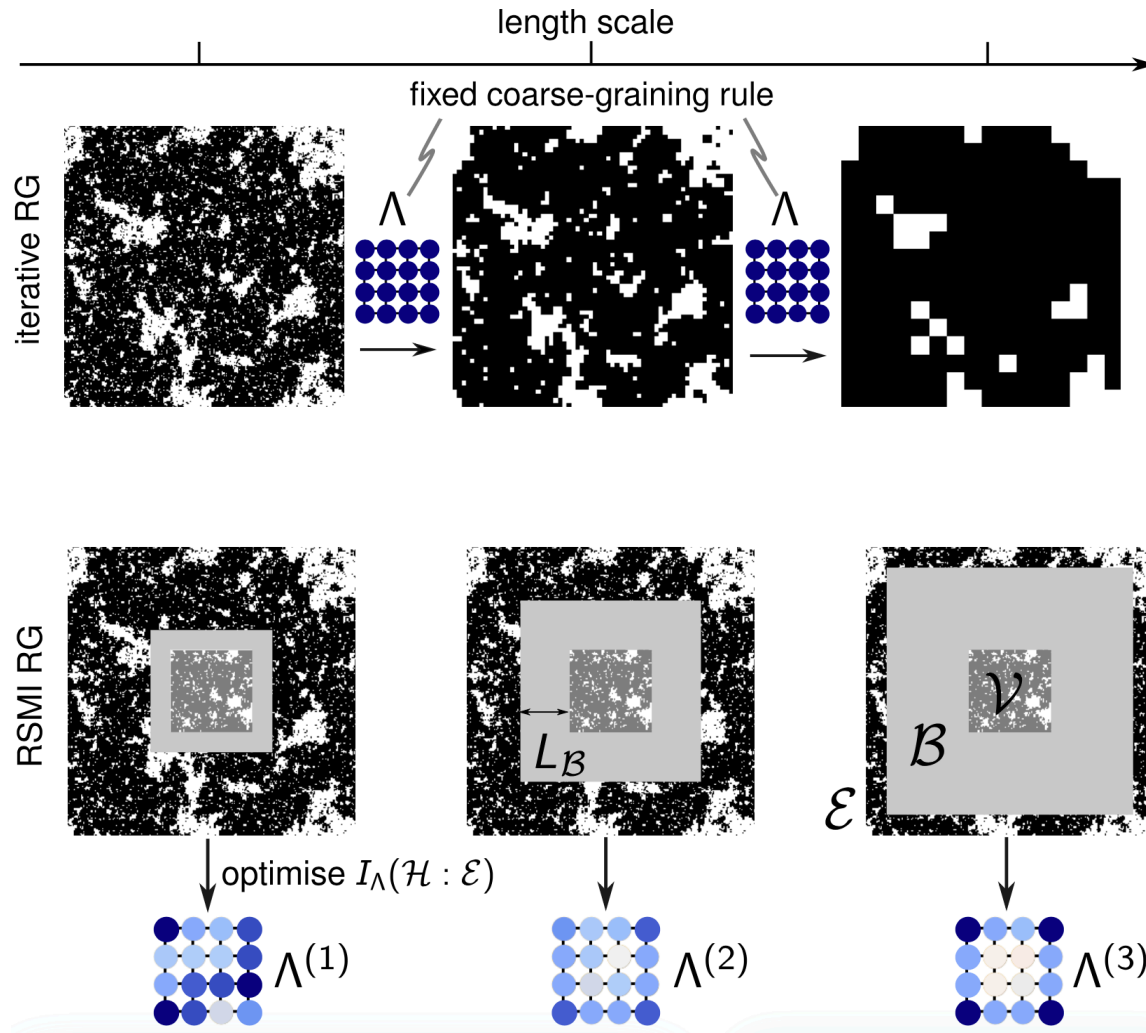 length scale
fixed coarse-graining rule
iterative RG
Λ
Λ
RSMI RG
L_ℬ
𝒱
ℬ
ℰ
optimise I_Λ(ℋ : ℰ)
Λ^(1)
Λ^(2)
Λ^(3)